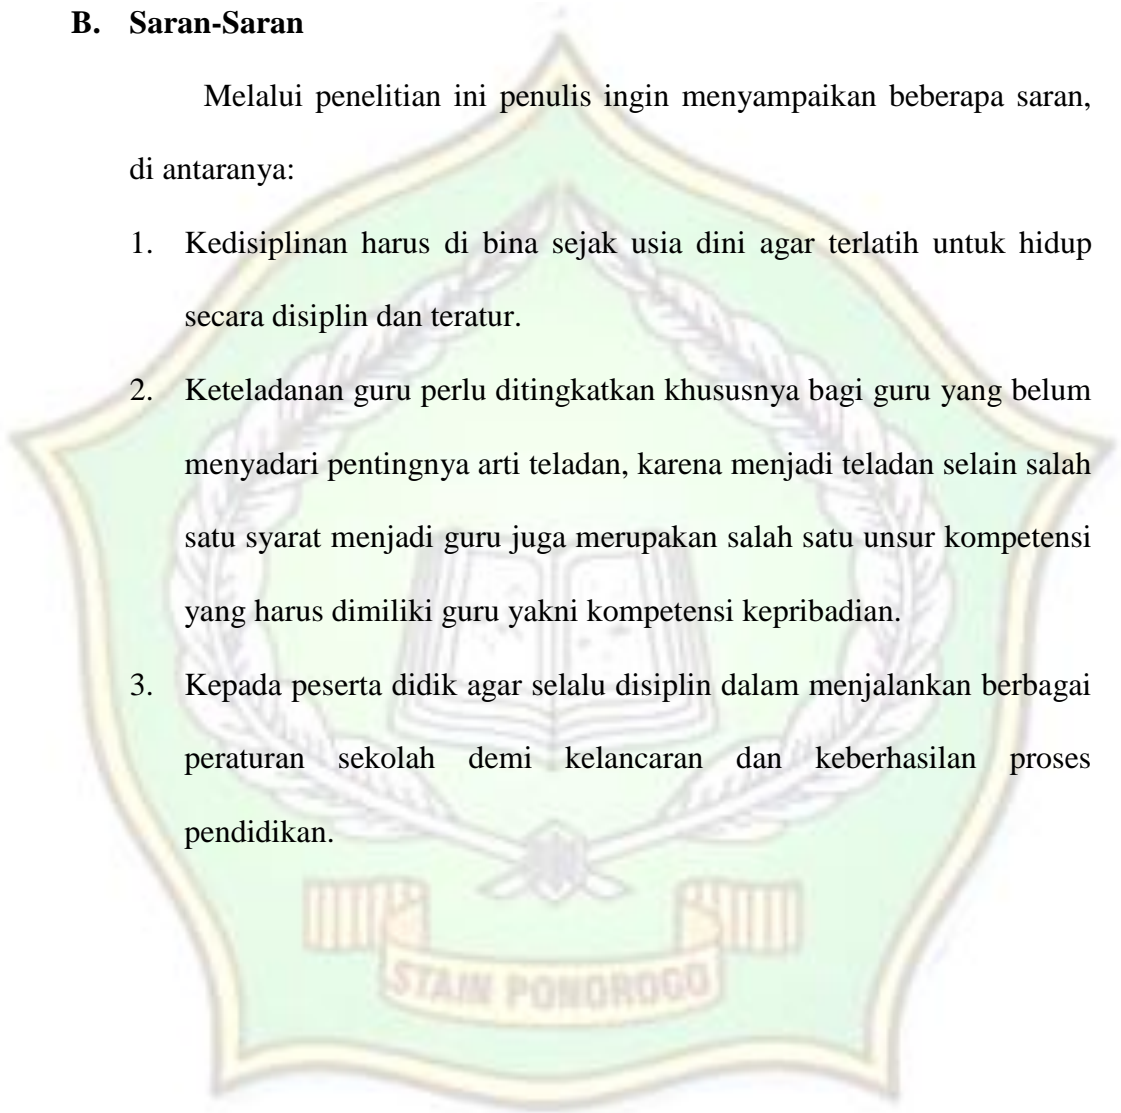 B. Saran-Saran
Melalui penelitian ini penulis ingin menyampaikan beberapa saran,
di antaranya:
1. Kedisiplinan harus di bina sejak usia dini agar terlatih untuk hidup
secara disiplin dan teratur.
2. Keteladanan guru perlu ditingkatkan khususnya bagi guru yang belum
menyadari pentingnya arti teladan, karena menjadi teladan selain salah
satu syarat menjadi guru juga merupakan salah satu unsur kompetensi
yang harus dimiliki guru yakni kompetensi kepribadian.
3. Kepada peserta didik agar selalu disiplin dalam menjalankan berbagai
peraturan sekolah demi kelancaran dan keberhasilan proses
pendidikan.
STAIN PONOROGO